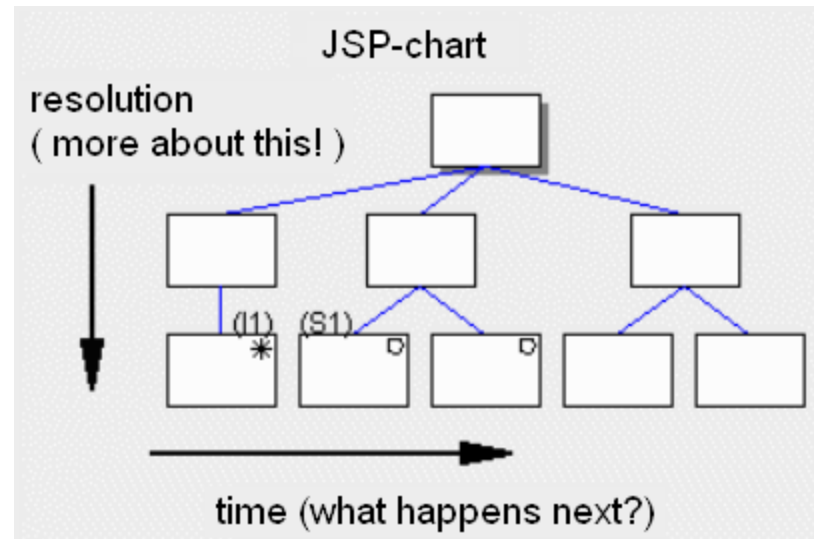 JSP-chart
resolution
( more about this! )
(I1)
(S1)
time (what happens next?)